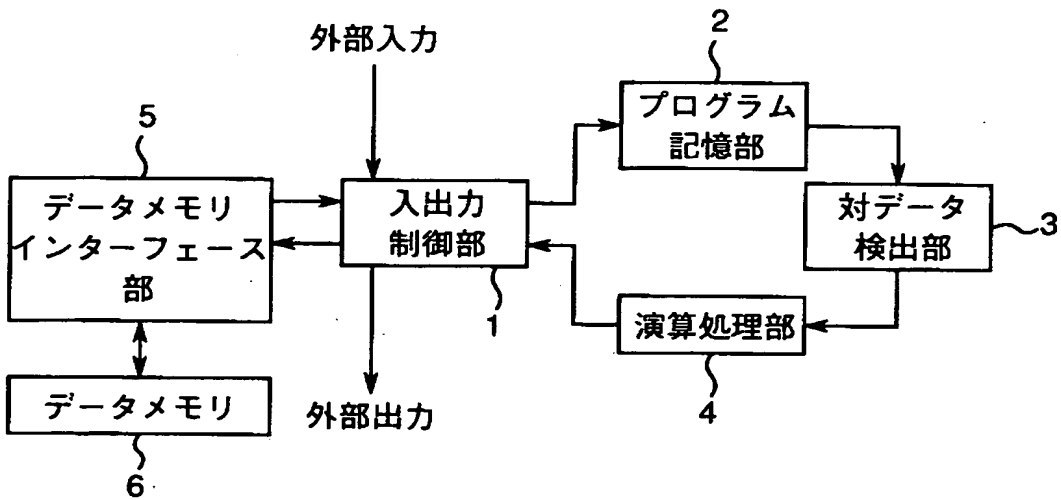 外部入力
2
プログラム
記憶部
5
データメモリ
インターフェース
部
入出力
制御部
1
対データ
検出部
3
演算処理部
4
データメモリ
6
外部出力